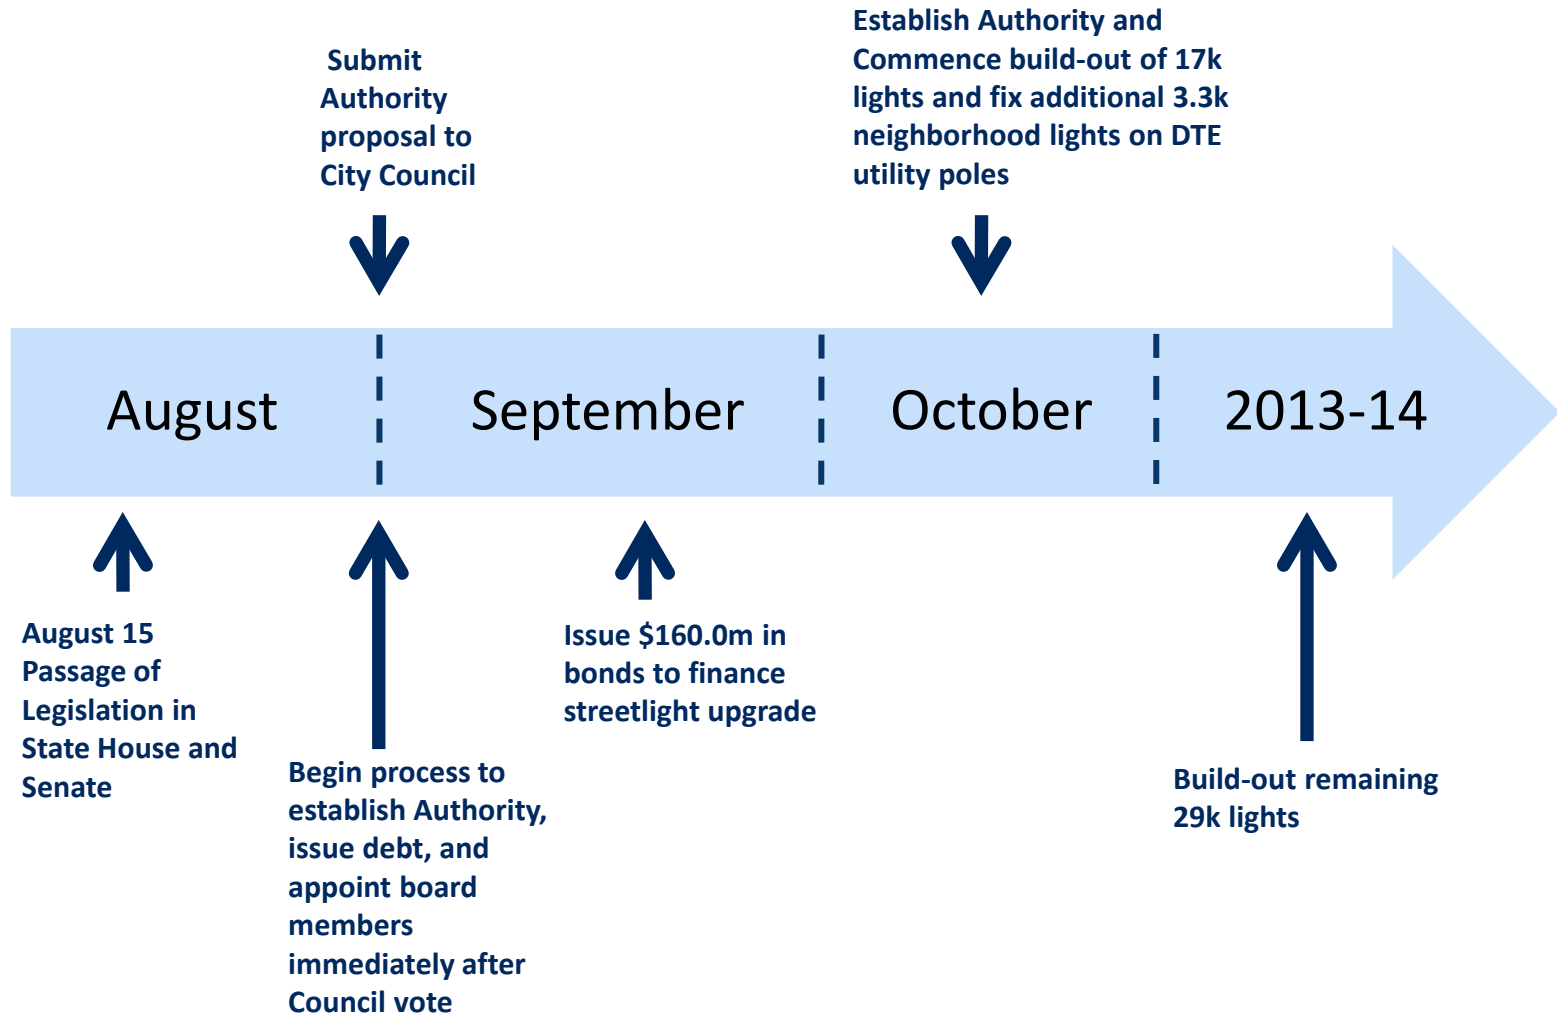 Submit
Authority
proposal to
City Council
Establish Authority and
Commence build-out of 17k
lights and fix additional 3.3k
neighborhood lights on DTE
utility poles
August
September
October
2013-14
August 15
Passage of
Legislation in
State House and
Senate
Begin process to
establish Authority,
issue debt, and
appoint board
members
immediately after
Council vote
Issue $160.0m in
bonds to finance
streetlight upgrade
Build-out remaining
29k lights